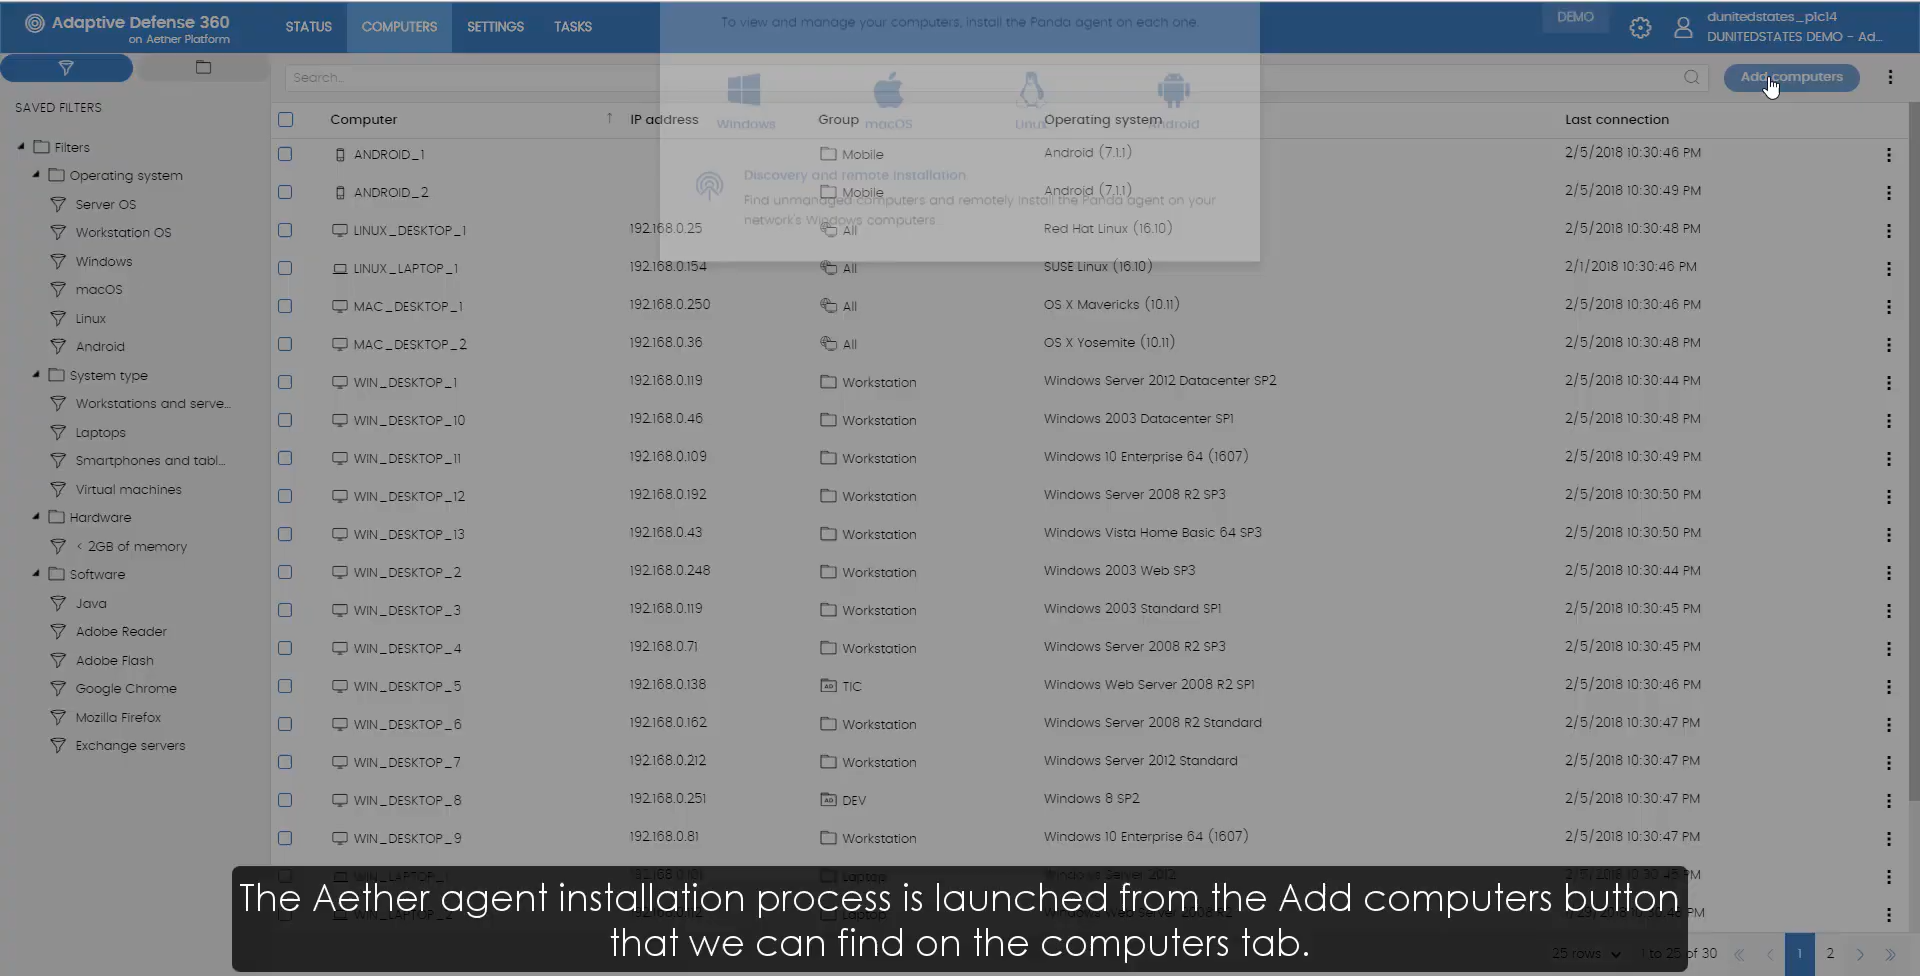 Adaptive Defense 360
on Aether Platform
STATUS
COMPUTERS
SETTINGS
TASKS
To view and manage your computers, install the Panda agent on each one.
DEMO
dunitedstates_p1c14
DUNITEDSTATES DEMO - Ad...
Search...
Add computers
Windows
macOS
Linux
Android
Discovery and remote installation
Find unmanaged computers and remotely install the Panda agent on your
network's Windows computers.
SAVED FILTERS
Filters
Operating system
Server OS
Workstation OS
Windows
macOS
Linux
Android
System type
Workstations and serve...
Laptops
Smartphones and tabl...
Virtual machines
Hardware
< 2GB of memory
Software
Java
Adobe Reader
Adobe Flash
Google Chrome
Mozilla Firefox
Exchange servers
Computer ↑ IP address Group Operating system Last connection
ANDROID_1 Mobile Android (7.1.1) 2/5/2018 10:30:46 PM
ANDROID_2 Mobile Android (7.1.1) 2/5/2018 10:30:49 PM
LINUX_DESKTOP_1 192.168.0.25 All Red Hat Linux (16.10) 2/5/2018 10:30:48 PM
LINUX_LAPTOP_1 192.168.0.154 All SUSE Linux (16.10) 2/1/2018 10:30:46 PM
MAC_DESKTOP_1 192.168.0.250 All OS X Mavericks (10.11) 2/5/2018 10:30:46 PM
MAC_DESKTOP_2 192.168.0.36 All OS X Yosemite (10.11) 2/5/2018 10:30:48 PM
WIN_DESKTOP_1 192.168.0.119 Workstation Windows Server 2012 Datacenter SP2 2/5/2018 10:30:44 PM
WIN_DESKTOP_10 192.168.0.46 Workstation Windows 2003 Datacenter SP1 2/5/2018 10:30:48 PM
WIN_DESKTOP_11 192.168.0.109 Workstation Windows 10 Enterprise 64 (1607) 2/5/2018 10:30:49 PM
WIN_DESKTOP_12 192.168.0.192 Workstation Windows Server 2008 R2 SP3 2/5/2018 10:30:50 PM
WIN_DESKTOP_13 192.168.0.43 Workstation Windows Vista Home Basic 64 SP3 2/5/2018 10:30:50 PM
WIN_DESKTOP_2 192.168.0.248 Workstation Windows 2003 Web SP3 2/5/2018 10:30:44 PM
WIN_DESKTOP_3 192.168.0.119 Workstation Windows 2003 Standard SP1 2/5/2018 10:30:45 PM
WIN_DESKTOP_4 192.168.0.71 Workstation Windows Server 2008 R2 SP3 2/5/2018 10:30:45 PM
WIN_DESKTOP_5 192.168.0.138 TIC Windows Web Server 2008 R2 SP1 2/5/2018 10:30:46 PM
WIN_DESKTOP_6 192.168.0.162 Workstation Windows Server 2008 R2 Standard 2/5/2018 10:30:47 PM
WIN_DESKTOP_7 192.168.0.212 Workstation Windows Server 2012 Standard 2/5/2018 10:30:47 PM
WIN_DESKTOP_8 192.168.0.251 DEV Windows 8 SP2 2/5/2018 10:30:47 PM
WIN_DESKTOP_9 192.168.0.81 Workstation Windows 10 Enterprise 64 (1607) 2/5/2018 10:30:47 PM
The Aether agent installation process is launched from the Add computers button
that we can find on the computers tab.
25 rows 1 to 25 of 30 « ‹ 1 2 › »